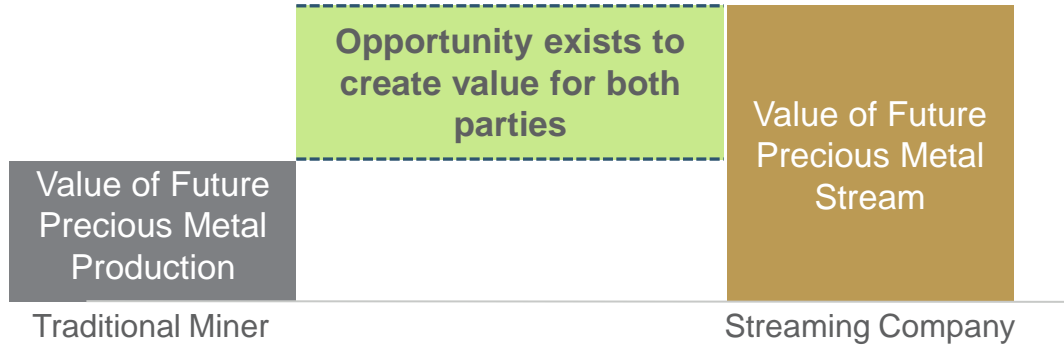 Opportunity exists to
create value for both
parties
Value of Future
Precious Metal
Stream
Value of Future
Precious Metal
Production
Traditional Miner
Streaming Company